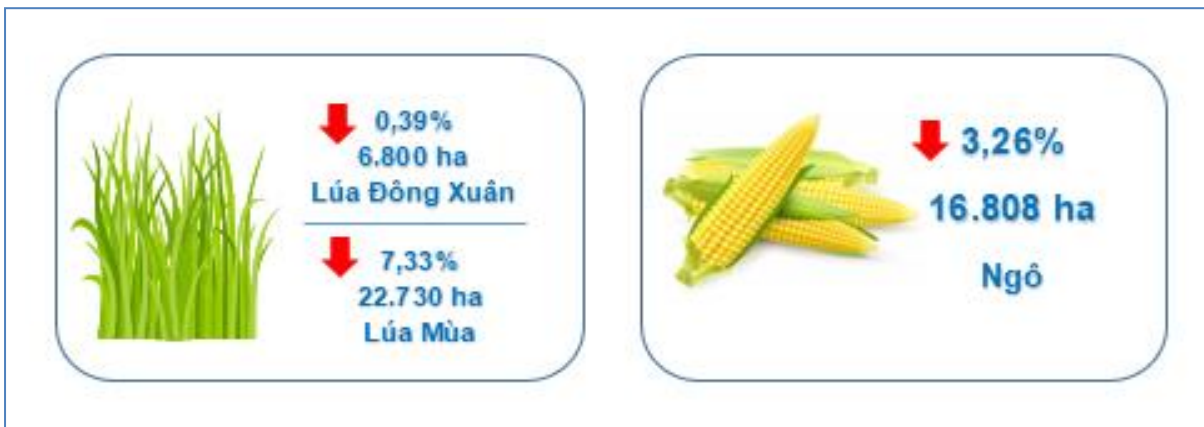 0,39%
6.800 ha
Lúa Đông Xuân
7,33%
22.730 ha
Lúa Mùa
3,26%
16.808 ha
Ngô